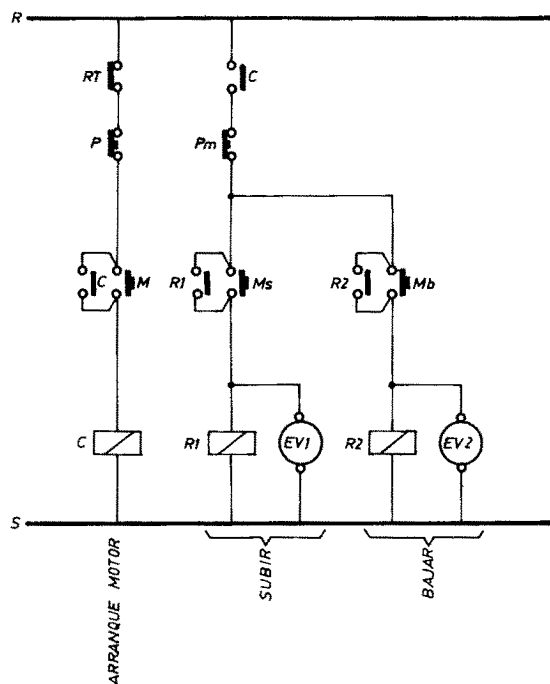 R
RT
C
P
Pm
C
M
R1
Ms
R2
Mb
C
R1
EV1
R2
EV2
S
ARRANQUE MOTOR
SUBIR
BAJAR